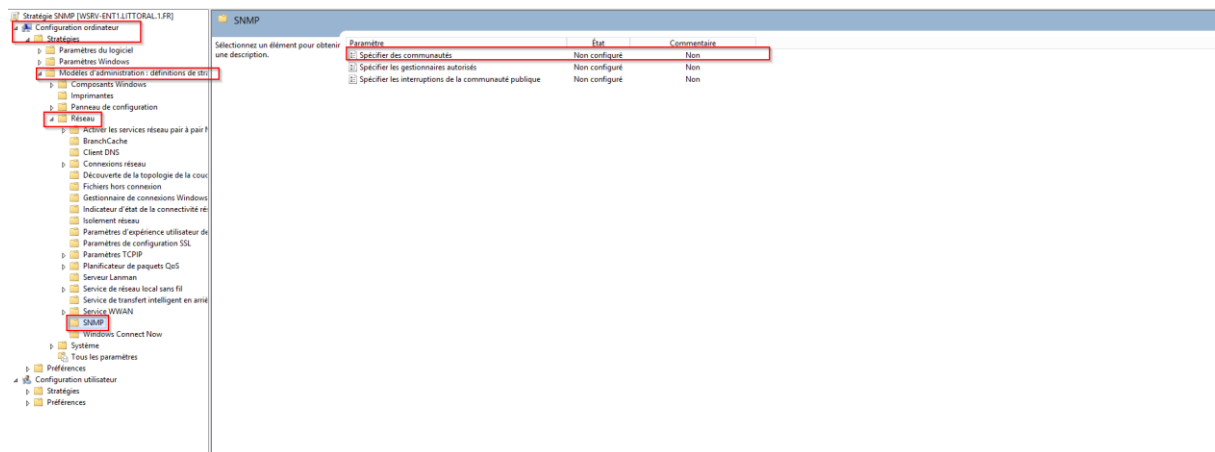 Stratégie SNMP [WSRV-ENT1.LITTORAL.1.FR]
Configuration ordinateur
Stratégies
Paramètres du logiciel
Paramètres Windows
Modèles d'administration : définitions de stra
Composants Windows
Imprimantes
Panneau de configuration
Réseau
Activer les services réseau pair à pair
BranchCache
Client DNS
Connexions réseau
Découverte de la topologie de la couc
Fichiers hors connexion
Gestionnaire de connexions Windows
Indicateur d'état de la connectivité ré
Isolement réseau
Paramètres d'expérience utilisateur de
Paramètres de configuration SSL
Paramètres TCPIP
Planificateur de paquets QoS
Serveur Lanman
Service de réseau local sans fil
Service de transfert intelligent en arriè
Service WWAN
SNMP
Windows Connect Now
Système
Tous les paramètres
Préférences
Configuration utilisateur
Stratégies
Préférences
SNMP
Sélectionnez un élément pour obtenir
une description.
Paramètre État Commentaire
Spécifier des communautés Non configuré Non
Spécifier les gestionnaires autorisés Non configuré Non
Spécifier les interruptions de la communauté publique Non configuré Non